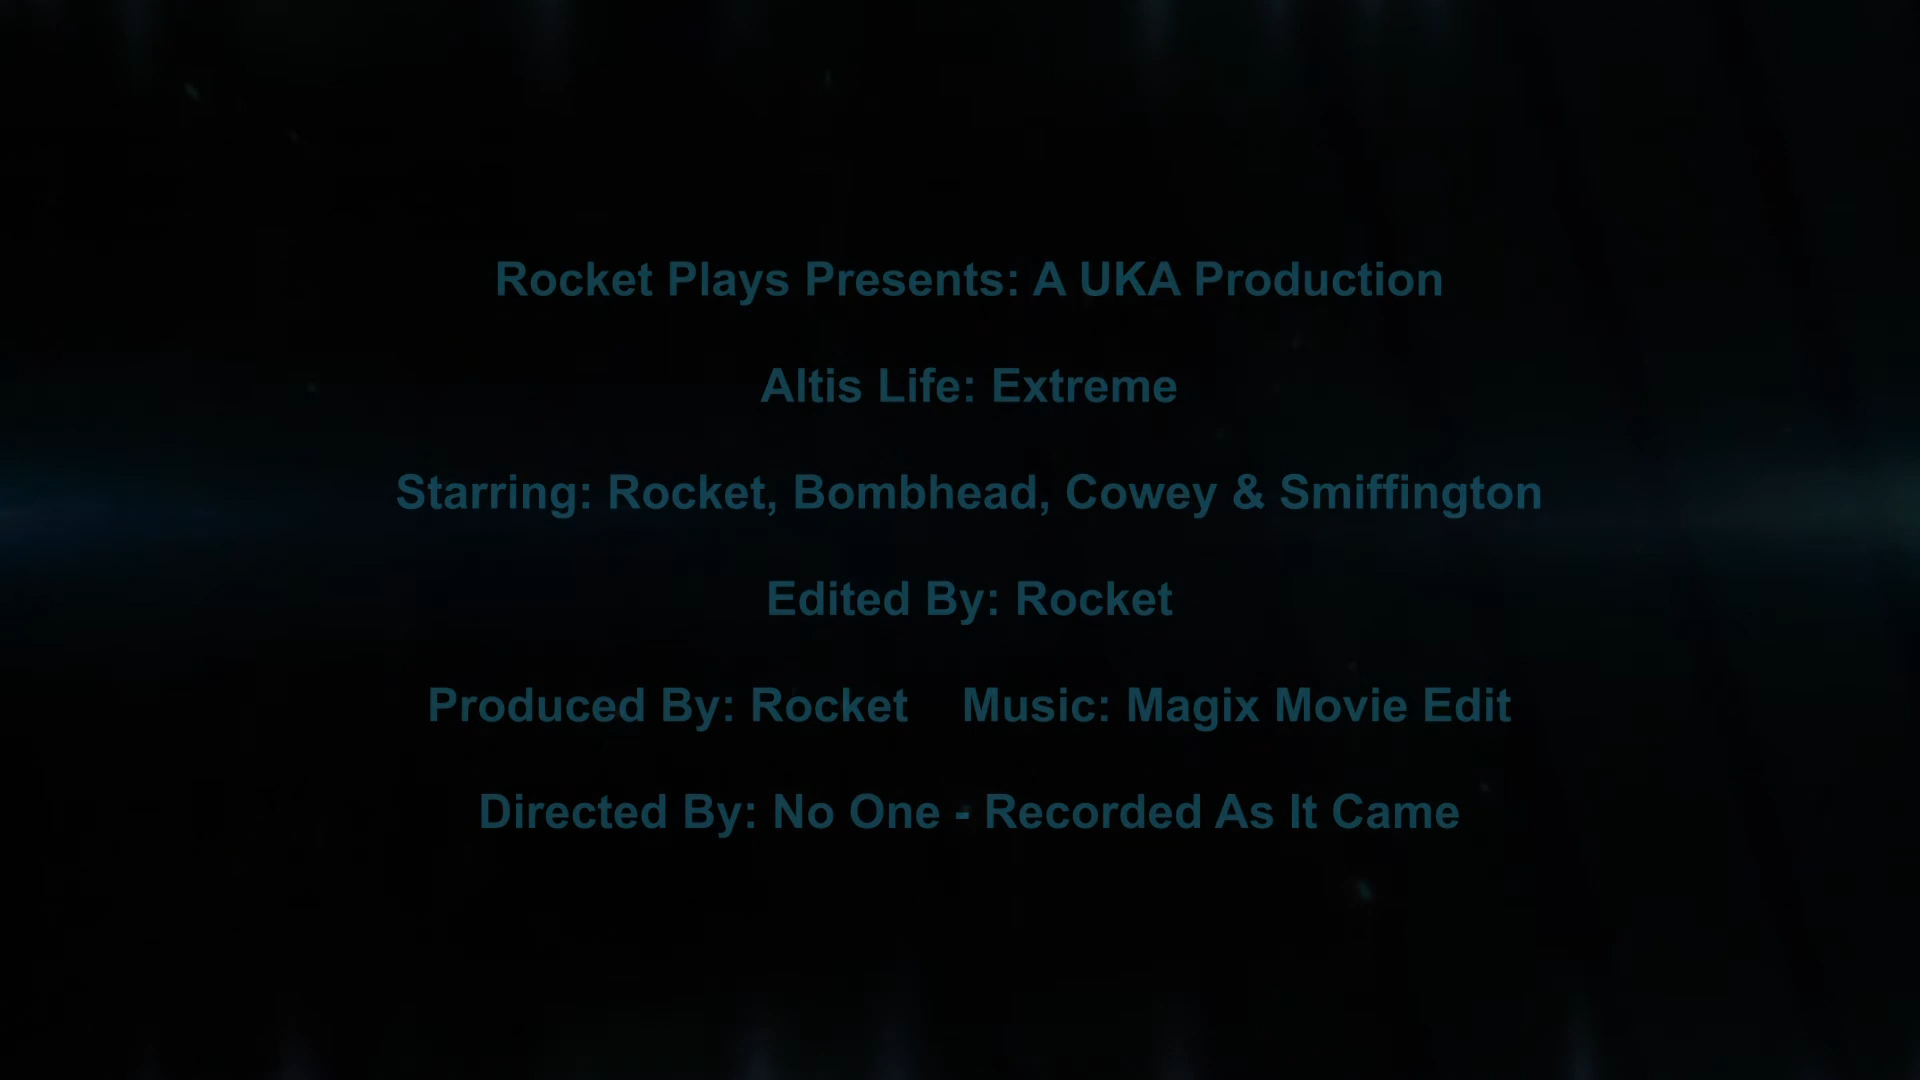 Rocket Plays Presents: A UKA Production
Altis Life: Extreme
Starring: Rocket, Bombhead, Cowey & Smiffington
Edited By: Rocket
Produced By: Rocket    Music: Magix Movie Edit
Directed By: No One - Recorded As It Came